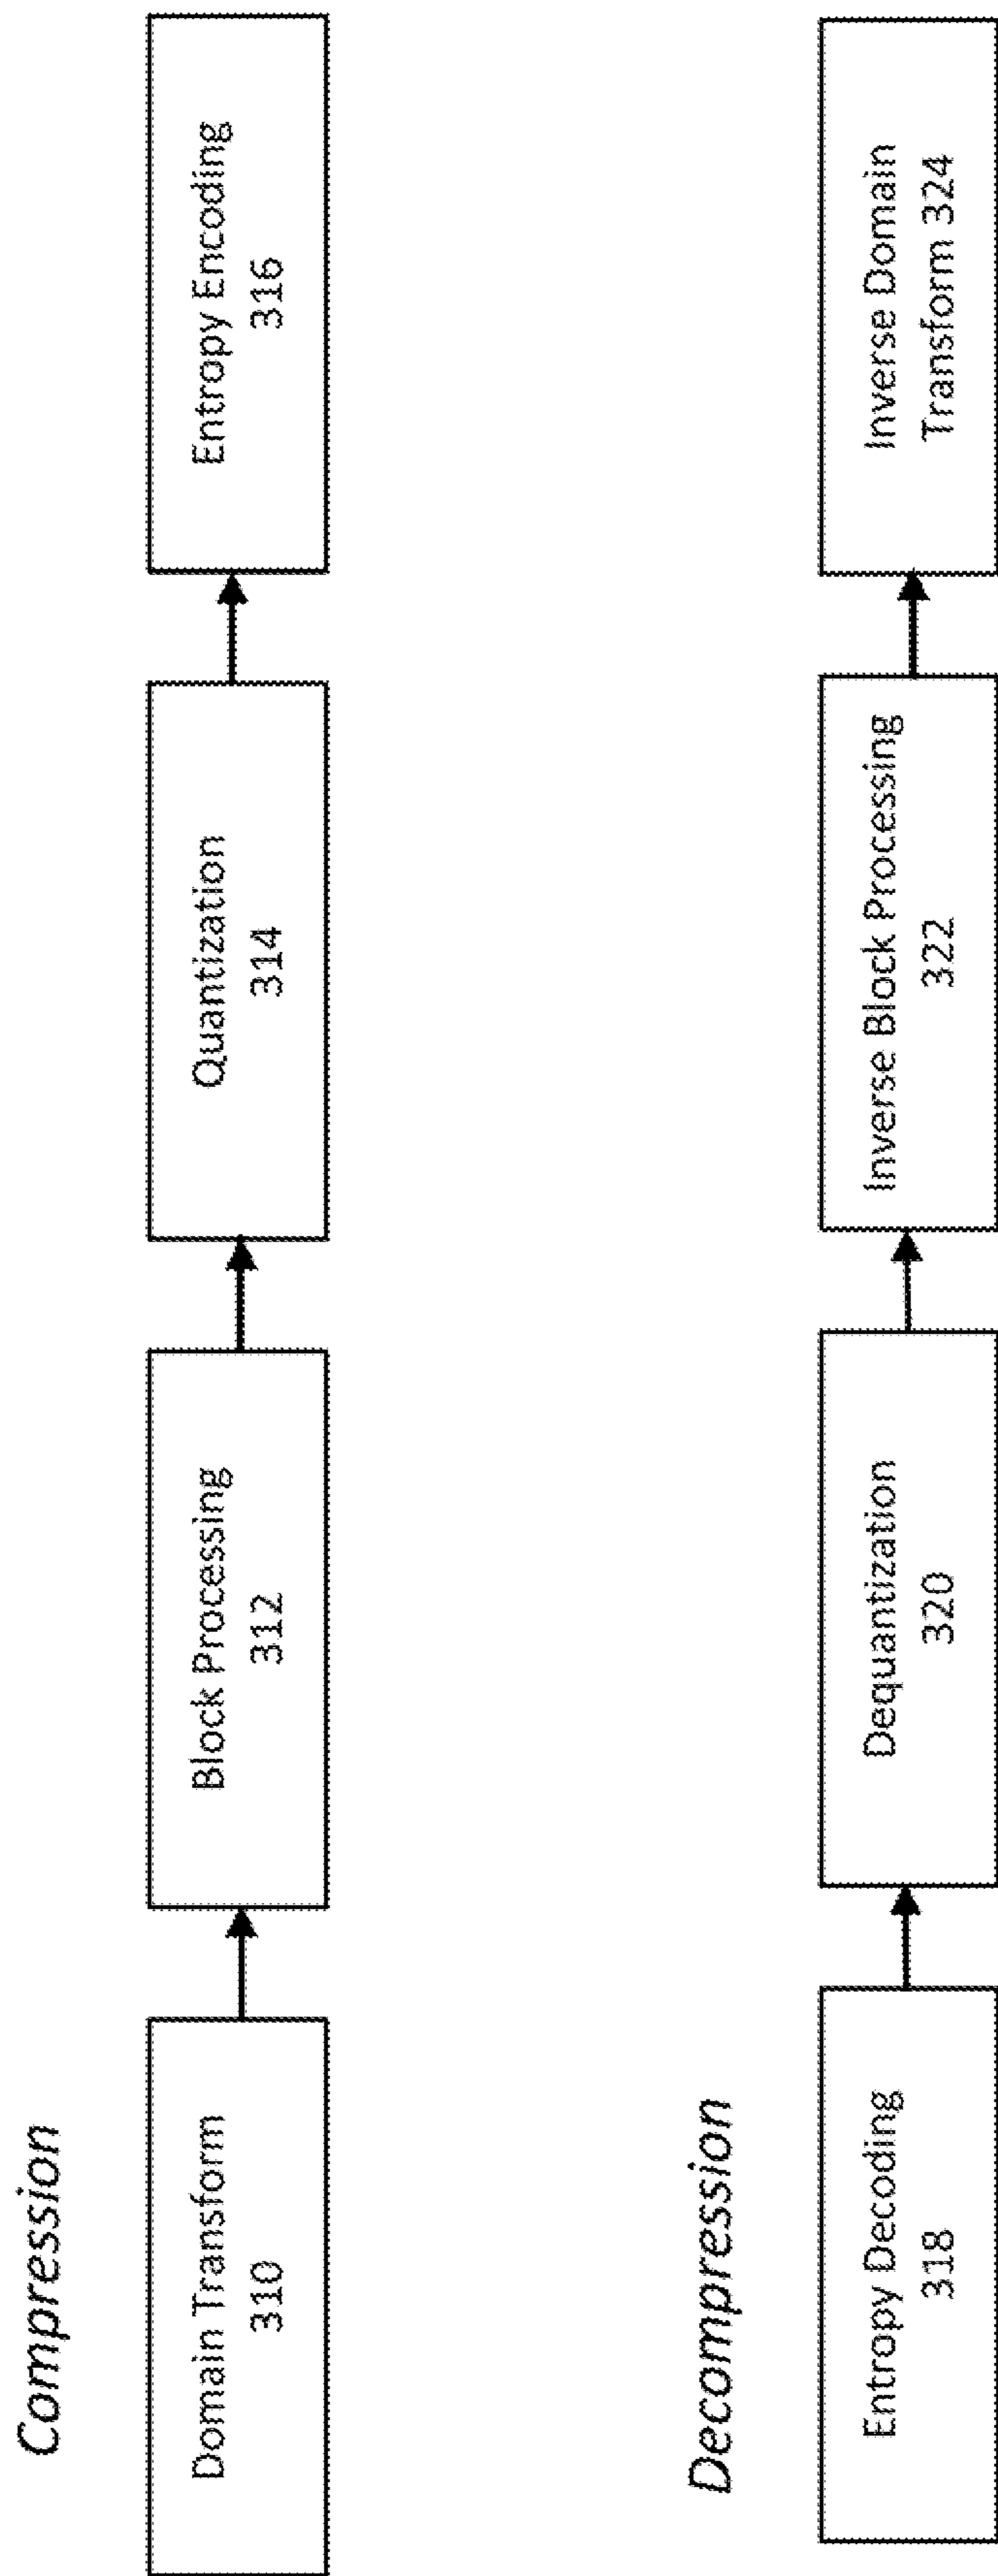 Compression
Domain Transform
310
Block Processing
312
Quantization
314
Entropy Encoding
316
Decompression
Entropy Decoding
318
Dequantization
320
Inverse Block Processing
322
Inverse Domain
Transform 324